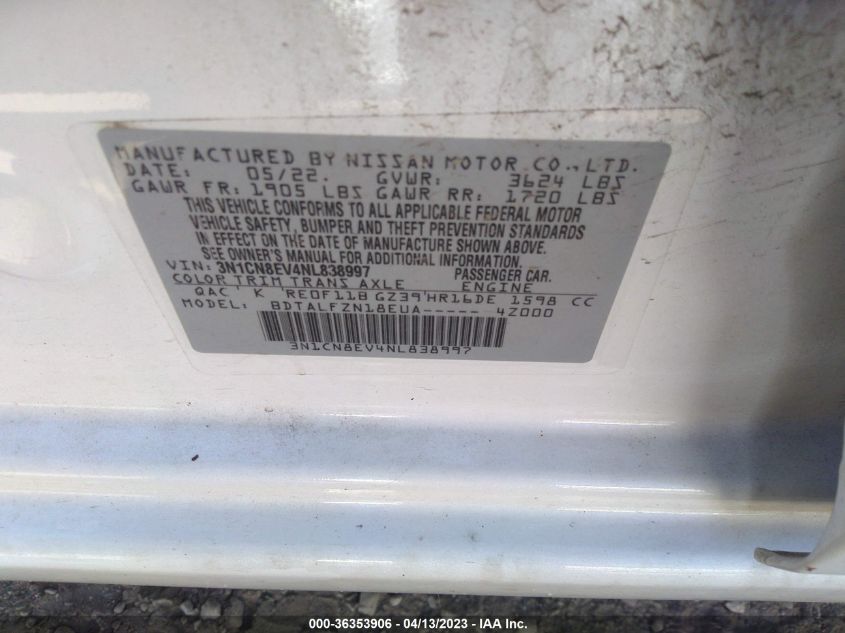 MANUFACTURED BY NISSAN MOTOR CO., LTD.
DATE: 05/22. GVWR: 3624 LBS
GAWR FR: 1905 LBS GAWR RR: 1720 LBS
THIS VEHICLE CONFORMS TO ALL APPLICABLE FEDERAL MOTOR
VEHICLE SAFETY, BUMPER AND THEFT PREVENTION STANDARDS
IN EFFECT ON THE DATE OF MANUFACTURE SHOWN ABOVE.
SEE OWNER'S MANUAL FOR ADDITIONAL INFORMATION.
VIN: 3N1CN8EV4NL838997 PASSENGER CAR.
COLOR TRIM TRANS AXLE ENGINE
QAC K 'RE0F11B GZ39'HR16DE 1598 CC
MODEL: BDTALFZN18EUA----- 4Z000
3N1CN8EV4NL838997
000-36353906 - 04/13/2023 - IAAI.com